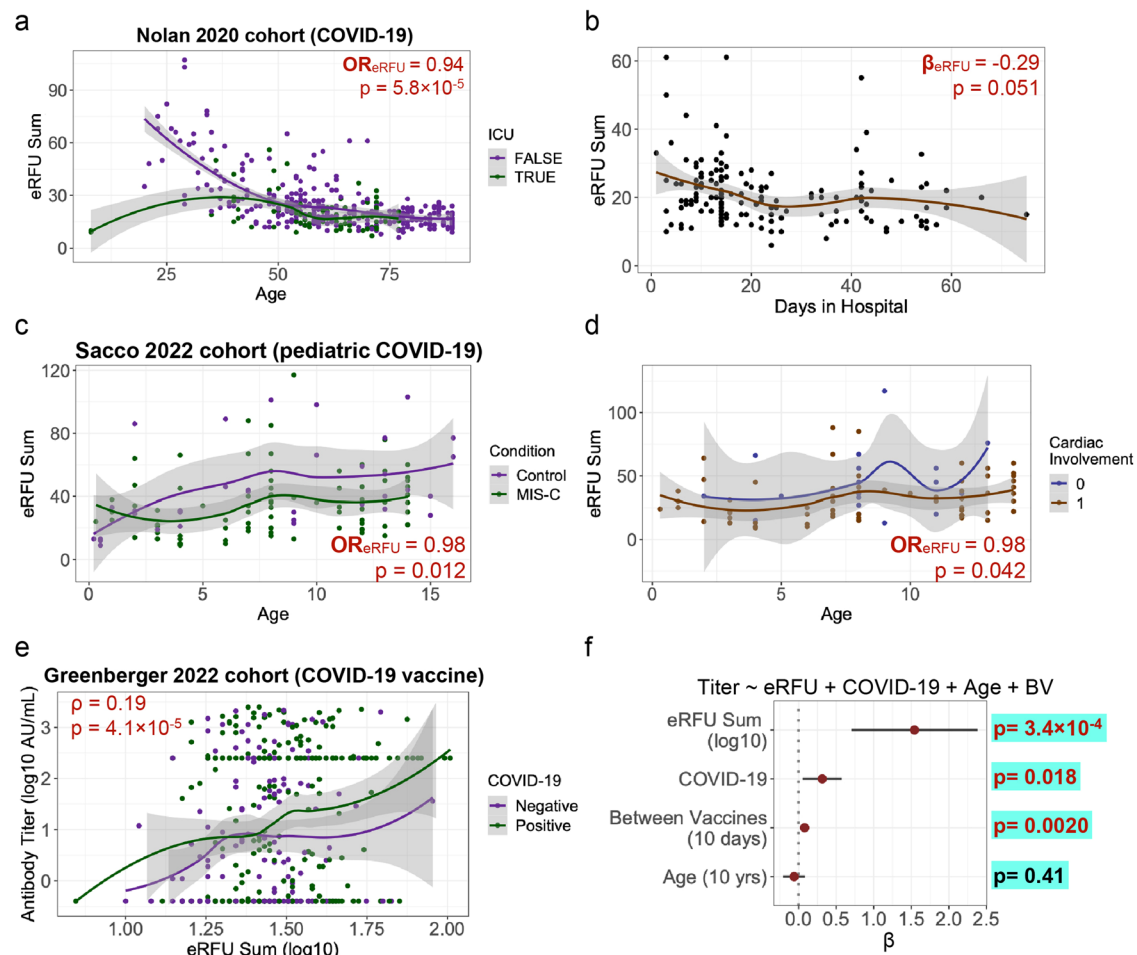 a
Nolan 2020 cohort (COVID-19)
OReRFU = 0.94
p = 5.8×10-5
90
60
30
0
eRFU Sum
25
50
75
Age
ICU
FALSE
TRUE
b
βeRFU = -0.29
p = 0.051
60
40
20
0
eRFU Sum
0
20
40
60
Days in Hospital
c
Sacco 2022 cohort (pediatric COVID-19)
120
80
40
0
eRFU Sum
0
5
10
15
Age
OReRFU = 0.98
p = 0.012
Condition
Control
MIS-C
d
100
50
0
eRFU Sum
0
5
10
Age
OReRFU = 0.98
p = 0.042
Cardiac
Involvement
0
1
e
Greenberger 2022 cohort (COVID-19 vaccine)
ρ = 0.19
p = 4.1×10-5
3
2
1
0
Antibody Titer (log10 AU/mL)
1.00
1.25
1.50
1.75
2.00
eRFU Sum (log10)
COVID-19
Negative
Positive
f
Titer ~ eRFU + COVID-19 + Age + BV
eRFU Sum
(log10)
p= 3.4×10-4
COVID-19
p= 0.018
Between Vaccines
(10 days)
p= 0.0020
Age (10 yrs)
p= 0.41
0.0
0.5
1.0
1.5
2.0
2.5
β